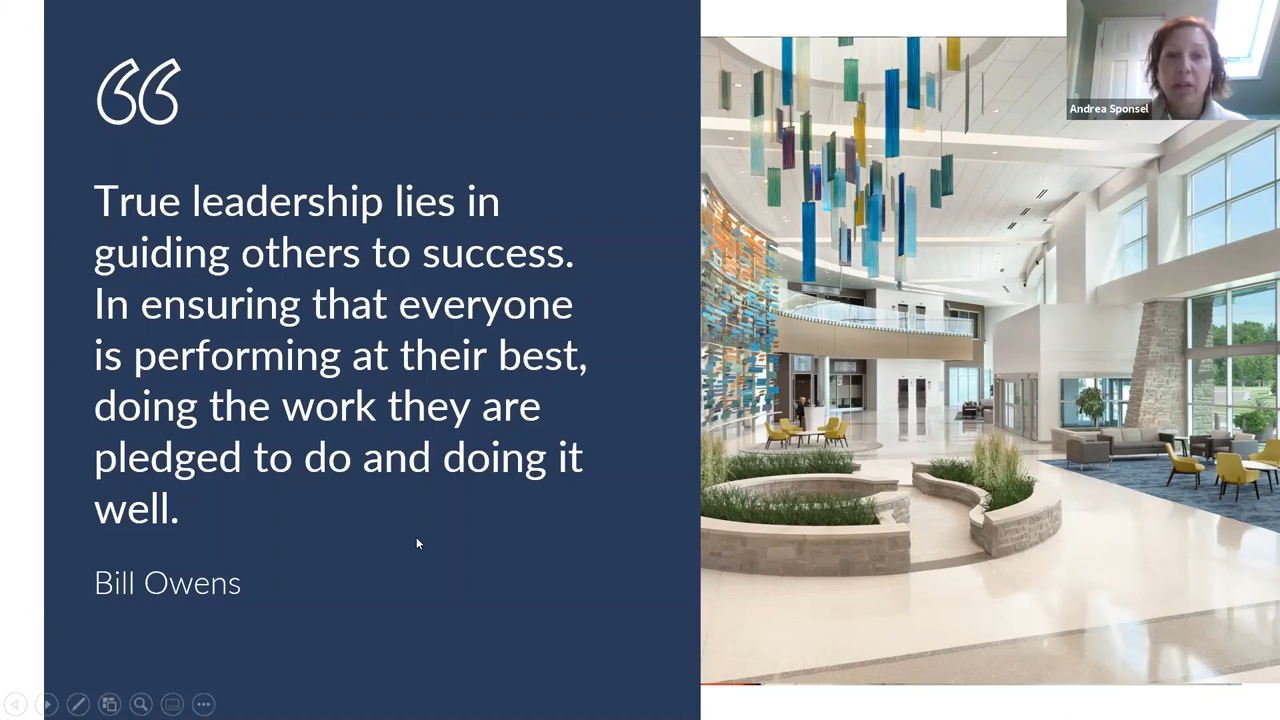 True leadership lies in
guiding others to success.
In ensuring that everyone
is performing at their best,
doing the work they are
pledged to do and doing it
well.
Bill Owens
Andrea Sponsel